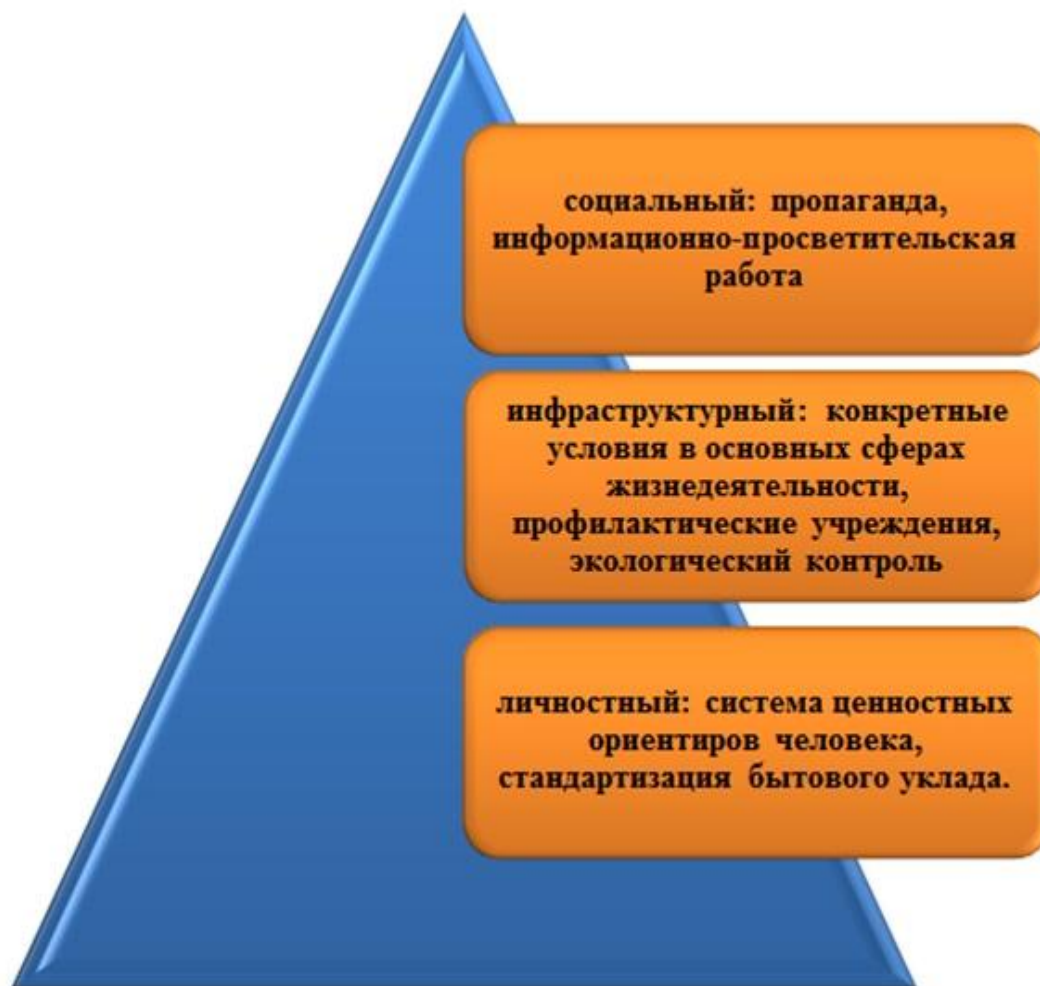 социальный: пропаганда,
информационно-просветительская
работа
инфраструктурный: конкретные
условия в основных сферах
жизнедеятельности,
профилактические учреждения,
экологический контроль
личностный: система ценностных
ориентиров человека,
стандартизация бытового уклада.